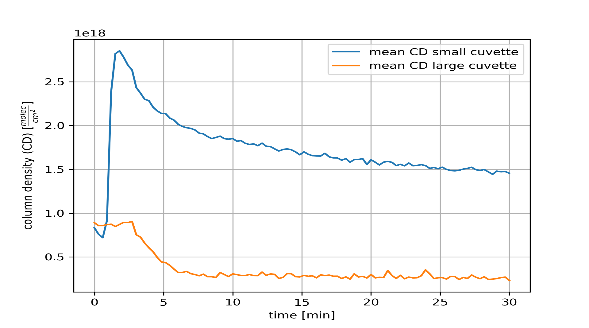 1e18
mean CD small cuvette
mean CD large cuvette
2.5
2.0
1.5
1.0
0.5
column density (CD) [molec/cm²]
0 5 10 15 20 25 30
time [min]